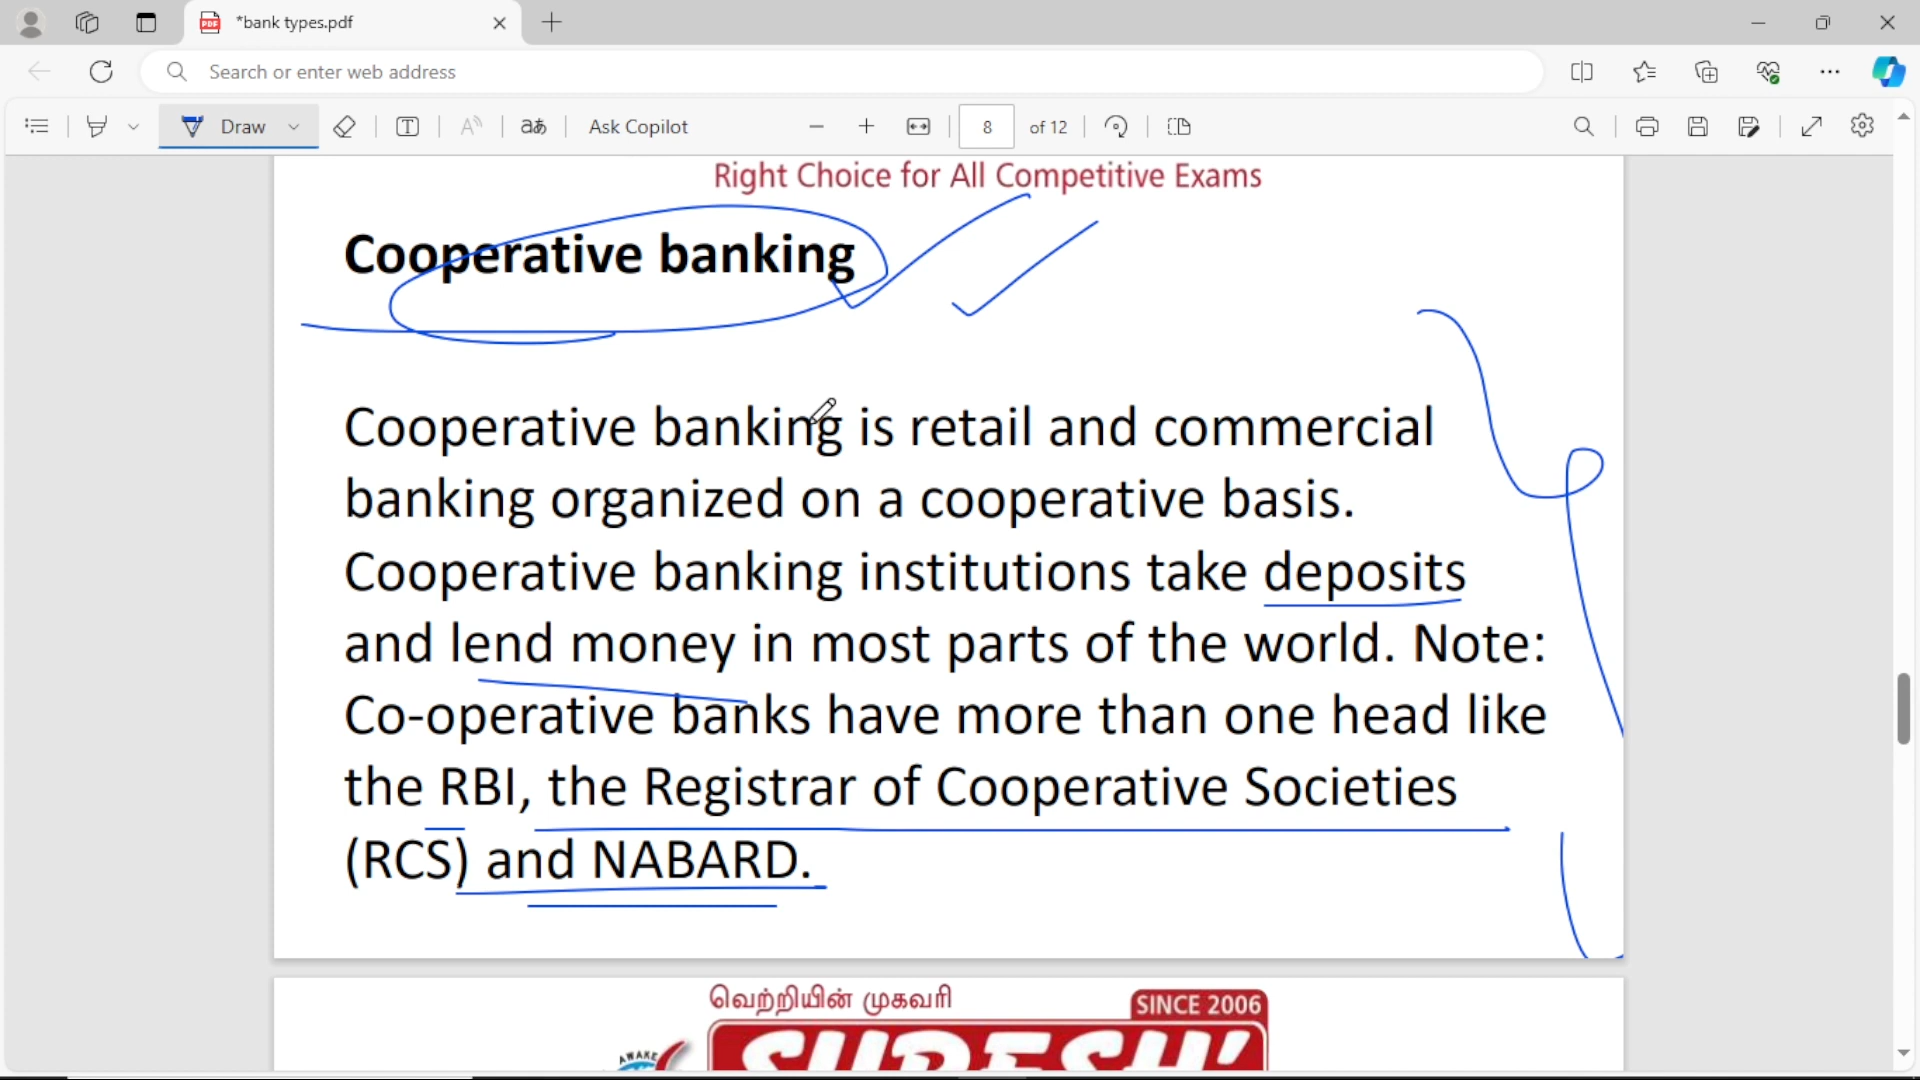 *bank types.pdf
Search or enter web address
Draw
Ask Copilot
8 of 12
Right Choice for All Competitive Exams
Cooperative banking
Cooperative banking is retail and commercial
banking organized on a cooperative basis.
Cooperative banking institutions take deposits
and lend money in most parts of the world. Note:
Co-operative banks have more than one head like
the RBI, the Registrar of Cooperative Societies
(RCS) and NABARD.
வெற்றியின் முகவரி
SINCE 2006
AWAKE
SURESH'